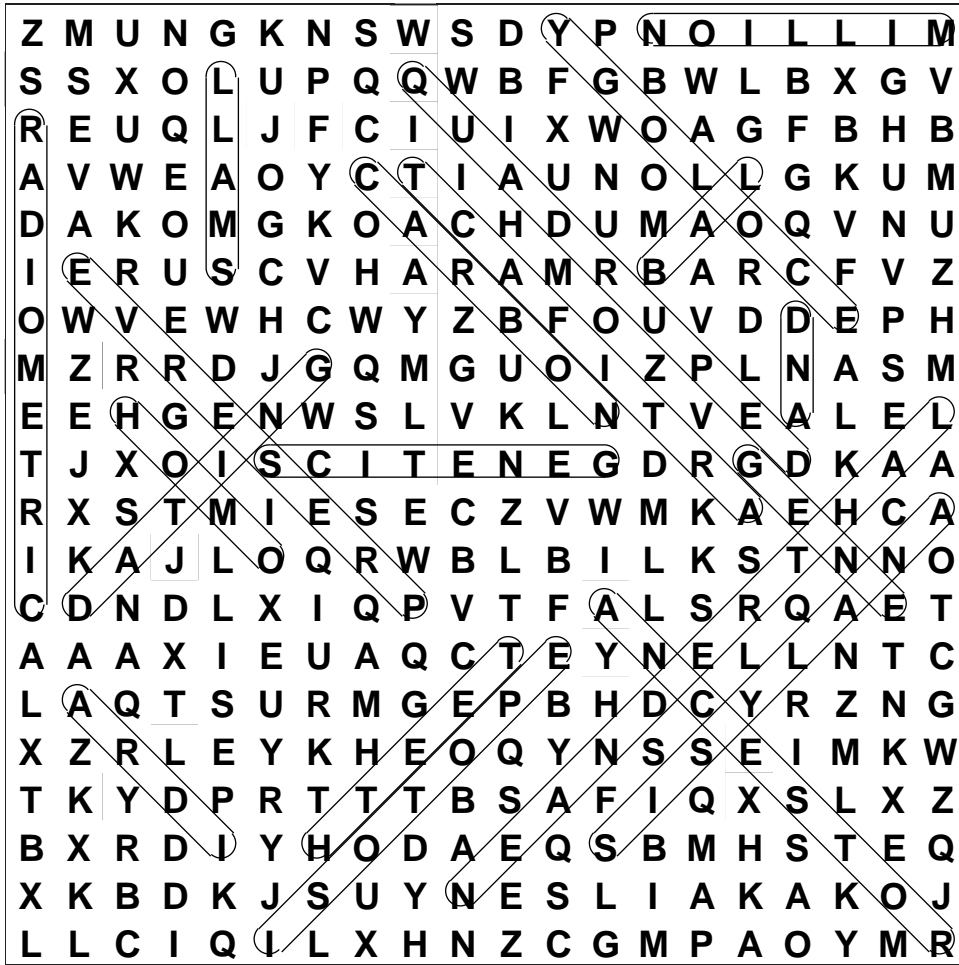 Z M U N G K N S W S D Y P N O I L L I M
S S X O L U P Q Q W B F G B W L B X G V
R E U Q L J F C I U I X W O A G F B H B
A V W E A O Y C T I A U N O L L G K U M
D A K O M G K O A C H D U M A O Q V N U
I E R U S C V H A R A M R B A R C F V Z
O W V E W H C W Y Z B F O U V D D E P H
M Z R R D J G Q M G U O I Z P L N A S M
E E H G E N W S L V K L N T V E A L E L
T J X O I S C I T E N E G D R G D K A A
R X S T M I E S E C Z V W M K A E H C A
I K A J L O Q R W B L B I L K S T N N O
C D N D L X I Q P V T F A L S R Q A E T
A A A X I E U A Q C T E Y N E L L N T C
L A Q T S U R M G E P B H D C Y R Z N G
X Z R L E Y K H E O Q Y N S S E I M K W
T K Y D P R T T T B S A F I Q X S L X Z
B X R D I Y H O D A E Q S B M H S T E Q
X K B D K J S U Y N E S L I A K A K O J
L L C I Q I L X H N Z C G M P A O Y M R